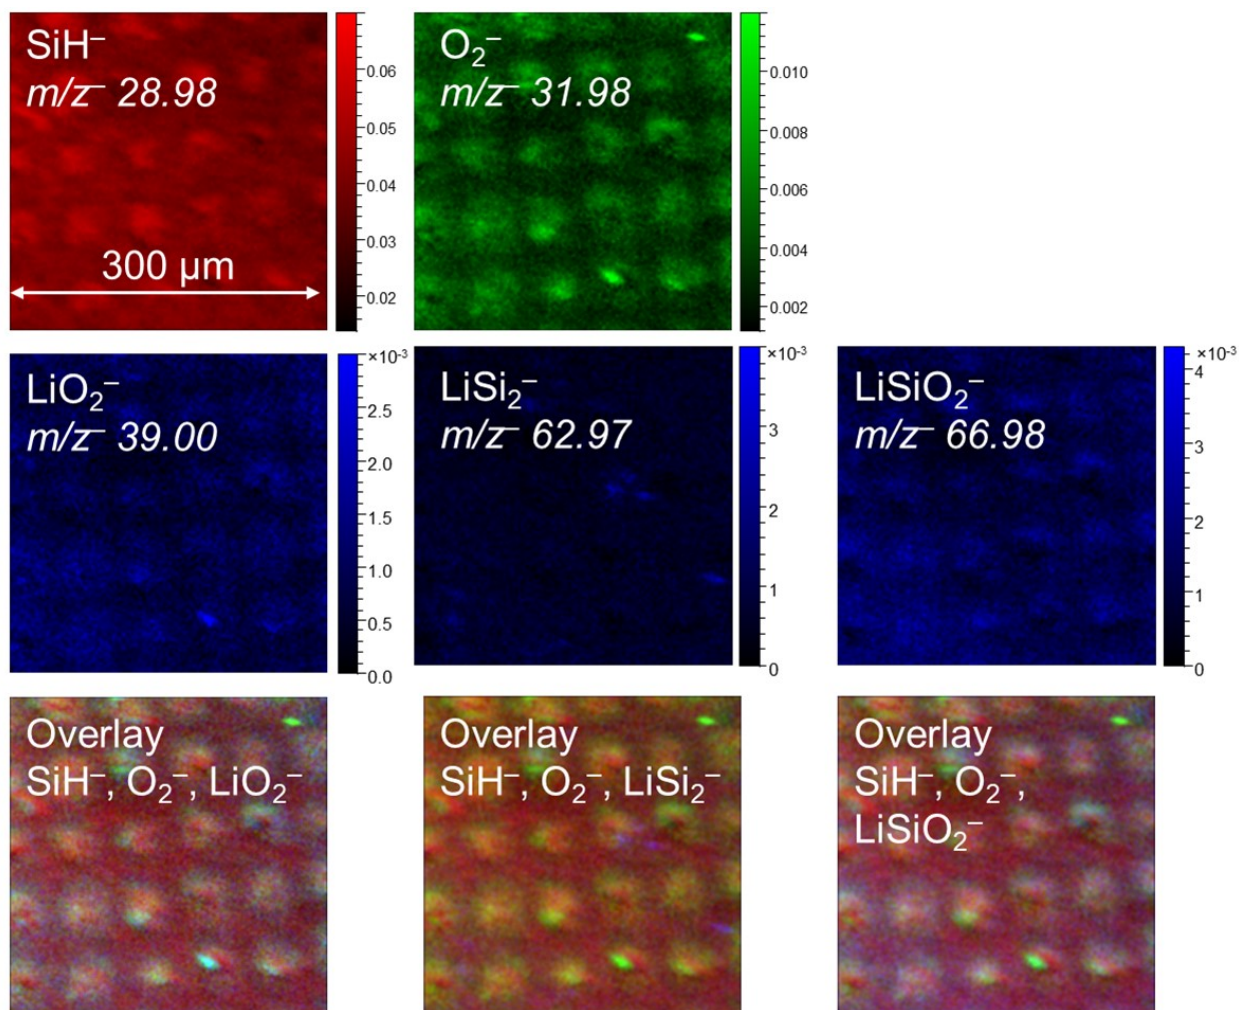 SiH⁻
m/z⁻ 28.98
300 µm
0.06
0.05
0.04
0.03
0.02
O₂⁻
m/z⁻ 31.98
0.010
0.008
0.006
0.004
0.002
LiO₂⁻
m/z⁻ 39.00
×10⁻³
2.5
2.0
1.5
1.0
0.5
0.0
LiSi₂⁻
m/z⁻ 62.97
×10⁻³
3
2
1
0
LiSiO₂⁻
m/z⁻ 66.98
×10⁻³
4
3
2
1
0
Overlay
SiH⁻, O₂⁻, LiO₂⁻
Overlay
SiH⁻, O₂⁻, LiSi₂⁻
Overlay
SiH⁻, O₂⁻,
LiSiO₂⁻